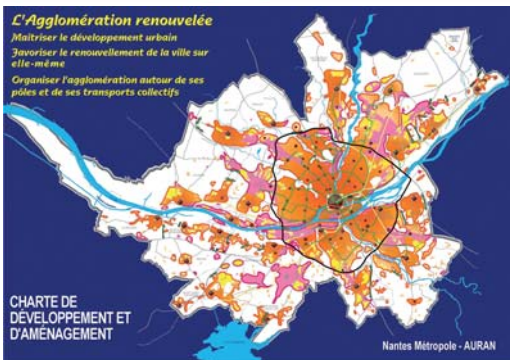 L'Agglomération renouvelée
Maîtriser le développement urbain
Favoriser le renouvellement de la ville sur
elle-même
Organiser l'agglomération autour de ses
pôles et de ses transports collectifs
CHARTE DE
DÉVELOPPEMENT ET
D'AMÉNAGEMENT
Nantes Métropole - AURAN